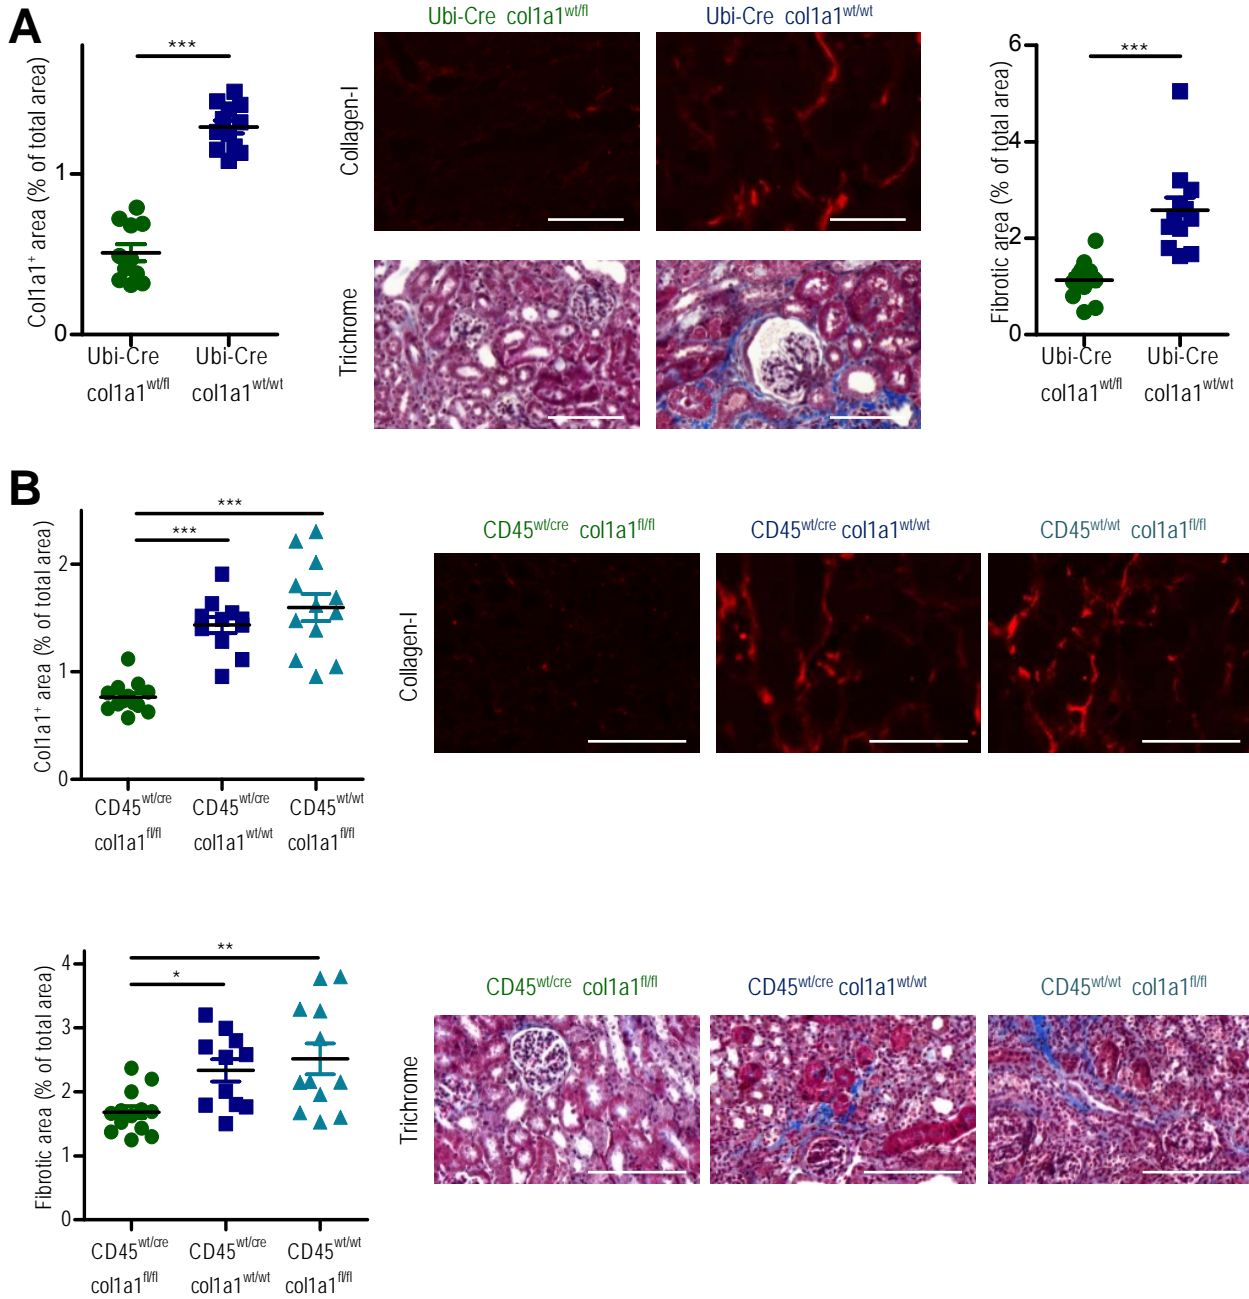 A
Ubi-Cre col1a1wt/fl
Ubi-Cre col1a1wt/wt
Col1a1+ area (% of total area)
***
1
0
Ubi-Cre
col1a1wt/fl
Ubi-Cre
col1a1wt/wt
Collagen-I
Trichrome
Fibrotic area (% of total area)
***
6
4
2
0
Ubi-Cre
col1a1wt/fl
Ubi-Cre
col1a1wt/wt
B
Col1a1+ area (% of total area)
***
***
2
1
0
CD45wt/cre
col1a1fl/fl
CD45wt/cre
col1a1wt/wt
CD45wt/wt
col1a1fl/fl
CD45wt/cre col1a1fl/fl
CD45wt/cre col1a1wt/wt
CD45wt/wt col1a1fl/fl
Collagen-I
Fibrotic area (% of total area)
**
*
4
3
2
1
0
CD45wt/cre
col1a1fl/fl
CD45wt/cre
col1a1wt/wt
CD45wt/wt
col1a1fl/fl
CD45wt/cre col1a1fl/fl
CD45wt/cre col1a1wt/wt
CD45wt/wt col1a1fl/fl
Trichrome